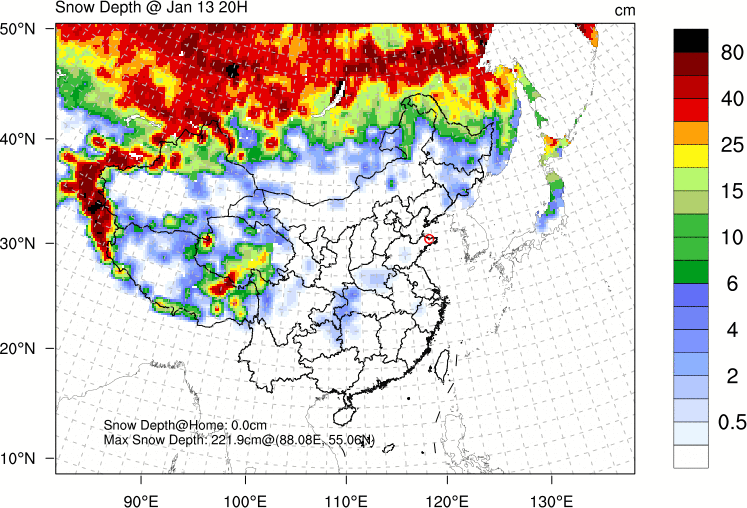 Snow Depth @ Jan 13 20H
cm
50°N
40°N
30°N
20°N
10°N
90°E
100°E
110°E
120°E
130°E
80
40
25
15
10
6
4
2
0.5
Snow Depth@Home: 0.0cm
Max Snow Depth: 221.9cm@(88.08E, 55.06N)